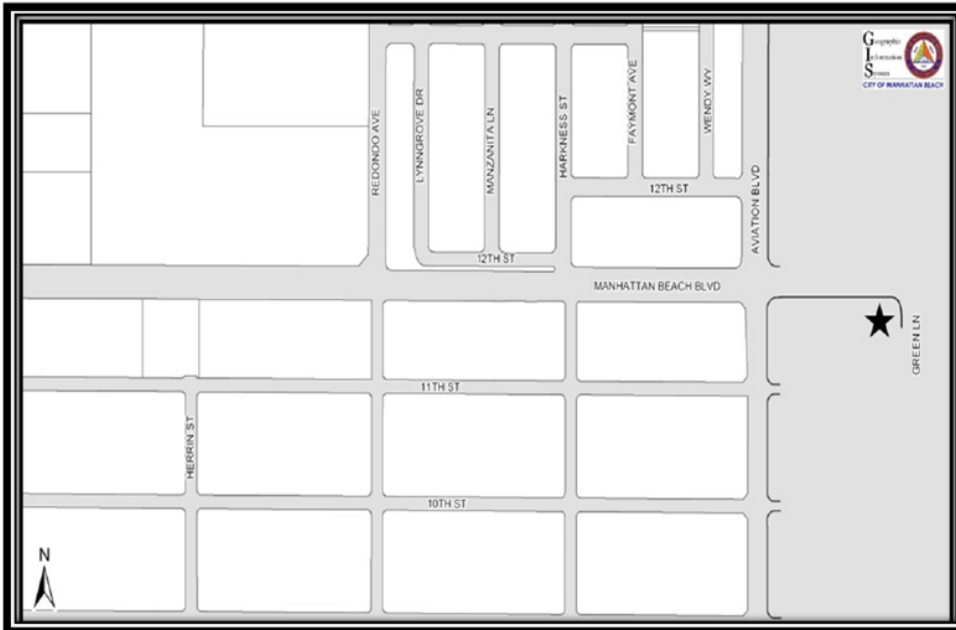 Geographic
Information
System
CITY OF MANHATTAN BEACH
REDONDO AVE
LYNNGROVE DR
MANZANITA LN
HARKNESS ST
FAYMONT AVE
WENDY WY
AVIATION BLVD
12TH ST
12TH ST
MANHATTAN BEACH BLVD
GREEN LN
11TH ST
HERRIN ST
10TH ST
N